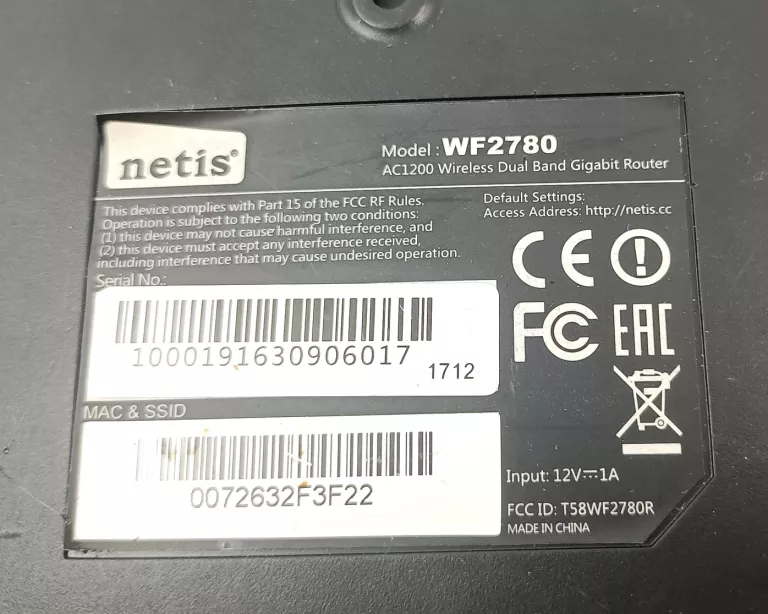 netis®
Model : WF2780
AC1200 Wireless Dual Band Gigabit Router
This device complies with Part 15 of the FCC RF Rules.
Operation is subject to the following two conditions:
(1) this device may not cause harmful interference, and
(2) this device must accept any interference received,
including interference that may cause undesired operation.
Default Settings:
Access Address: http://netis.cc
Serial No.:
1000191630906017
1712
CE
FC
EAC
MAC & SSID
0072632F3F22
Input: 12V⎓1A
FCC ID: T58WF2780R
MADE IN CHINA